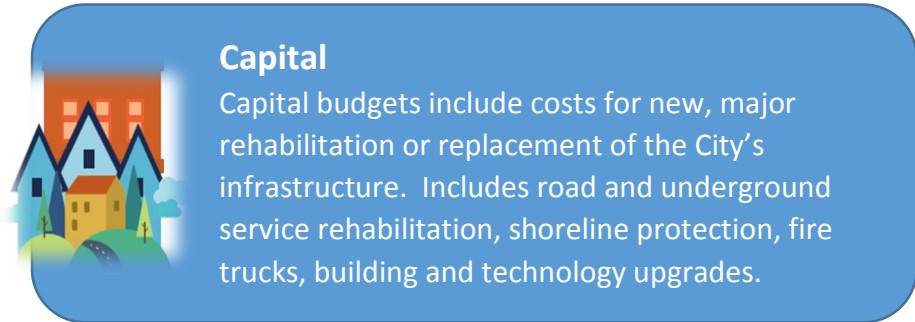 Capital
Capital budgets include costs for new, major
rehabilitation or replacement of the City’s
infrastructure.  Includes road and underground
service rehabilitation, shoreline protection, fire
trucks, building and technology upgrades.